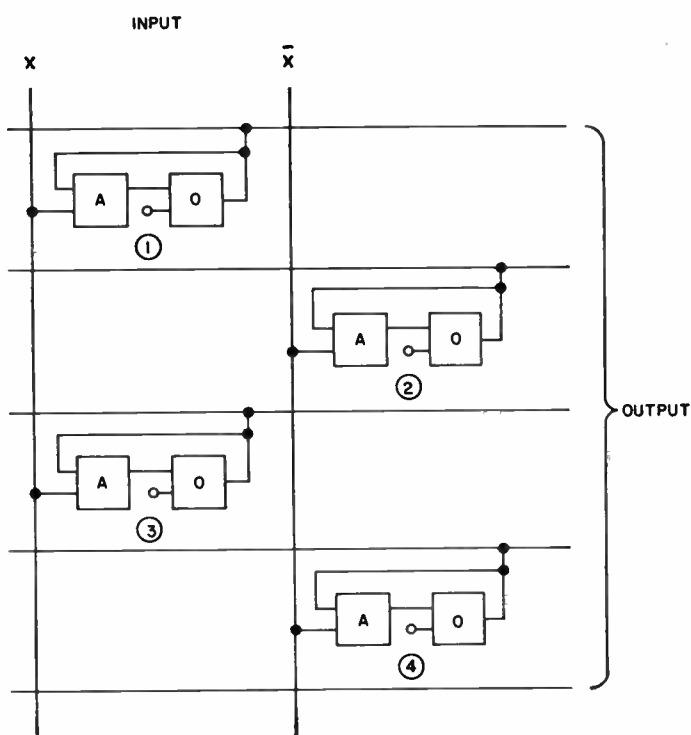 INPUT
X X̄
A O
①
A O
②
OUTPUT
A O
③
A O
④